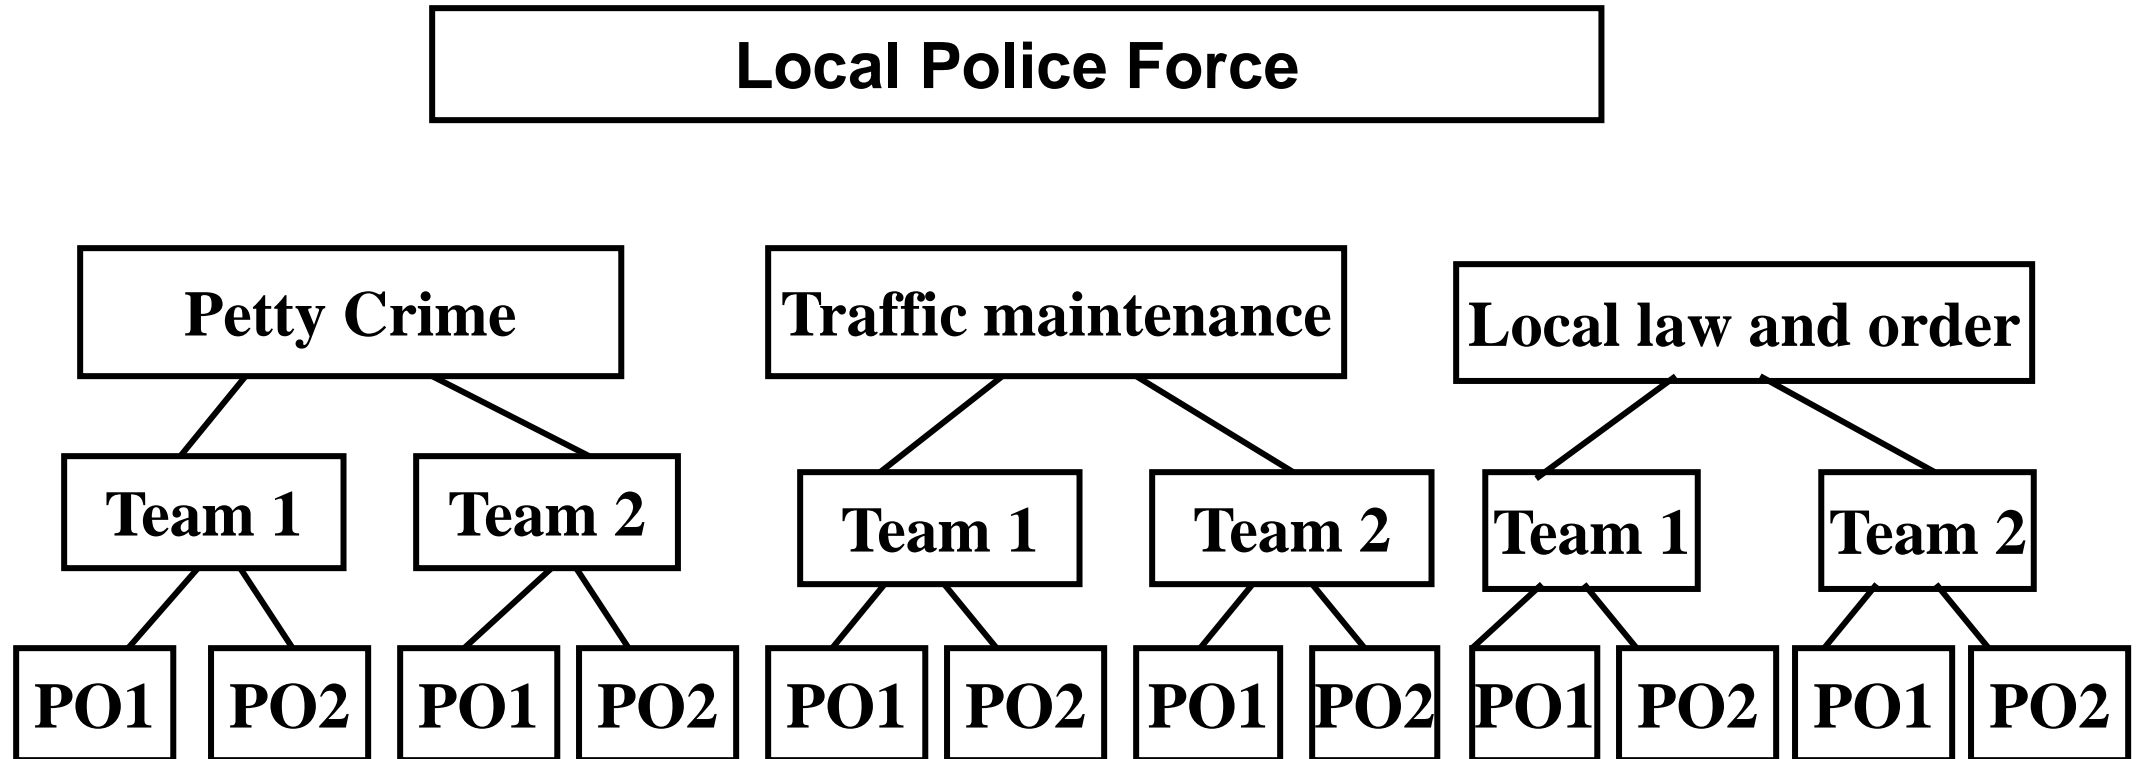 Local Police Force
Petty Crime
Traffic maintenance
Local law and order
Team 1
Team 2
Team 1
Team 2
Team 1
Team 2
PO1
PO2
PO1
PO2
PO1
PO2
PO1
PO2
PO1
PO2
PO1
PO2